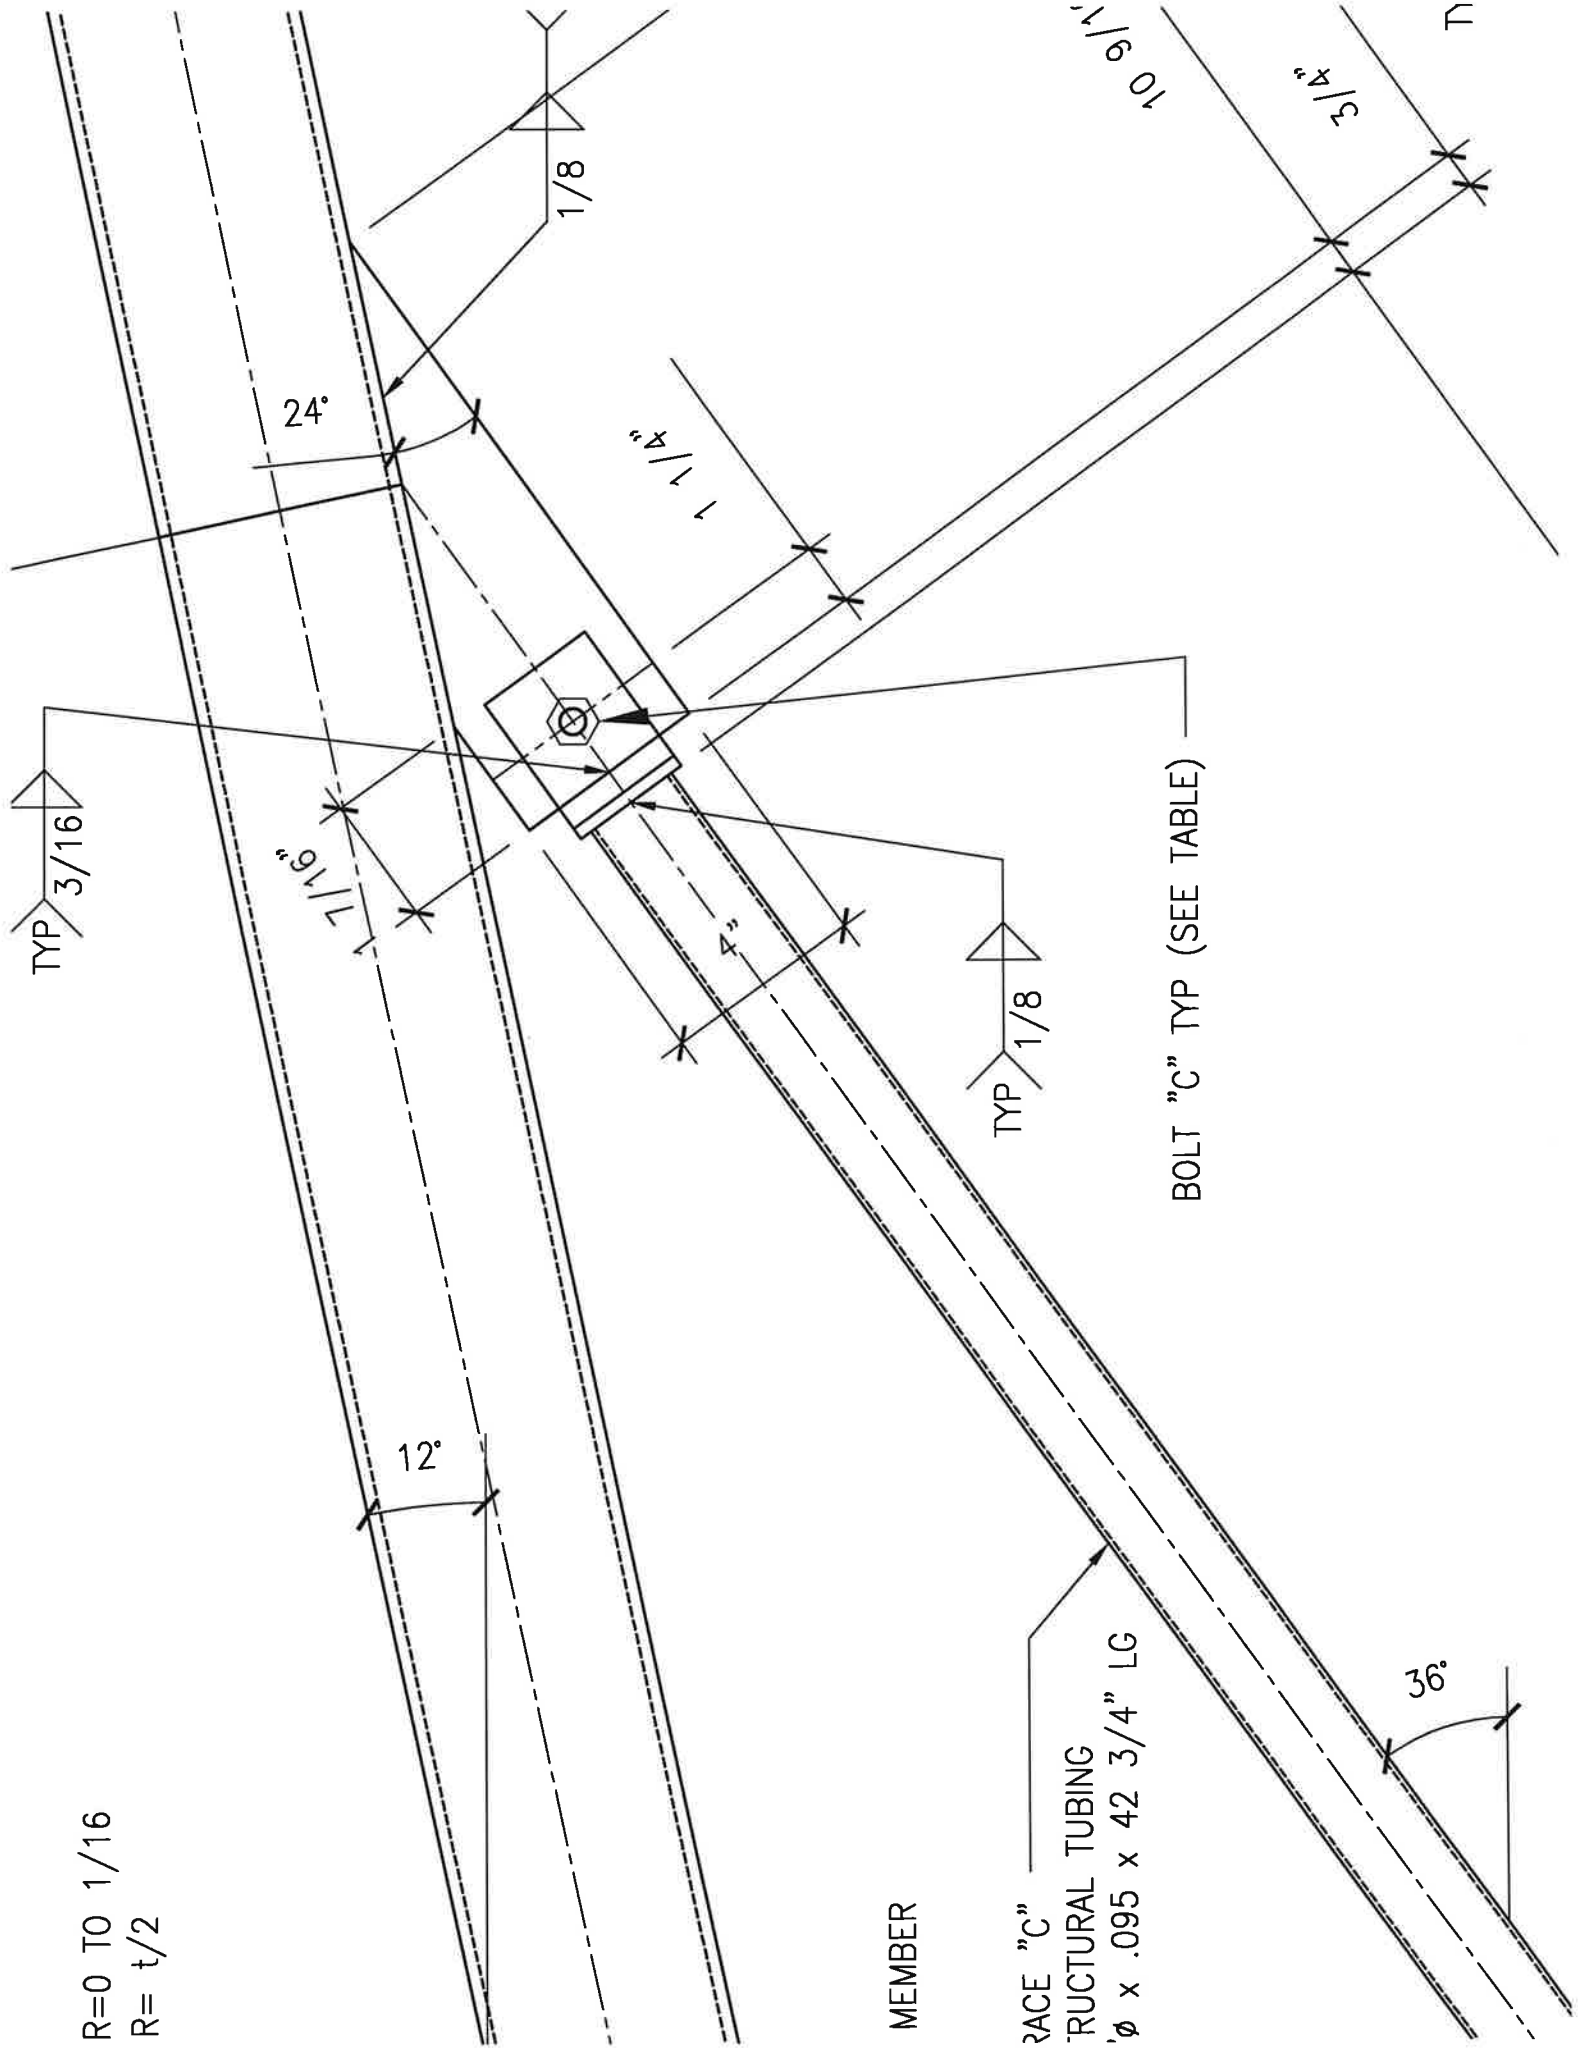 R=0 TO 1/16
R= t/2
TYP
3/16
1 7/16"
24°
12°
1/8
1 1/4"
4"
3/4"
10 9/1
TYP
1/8
BOLT "C" TYP (SEE TABLE)
MEMBER
RACE "C"
TRUCTURAL TUBING
"ø x .095 x 42 3/4" LG
36°